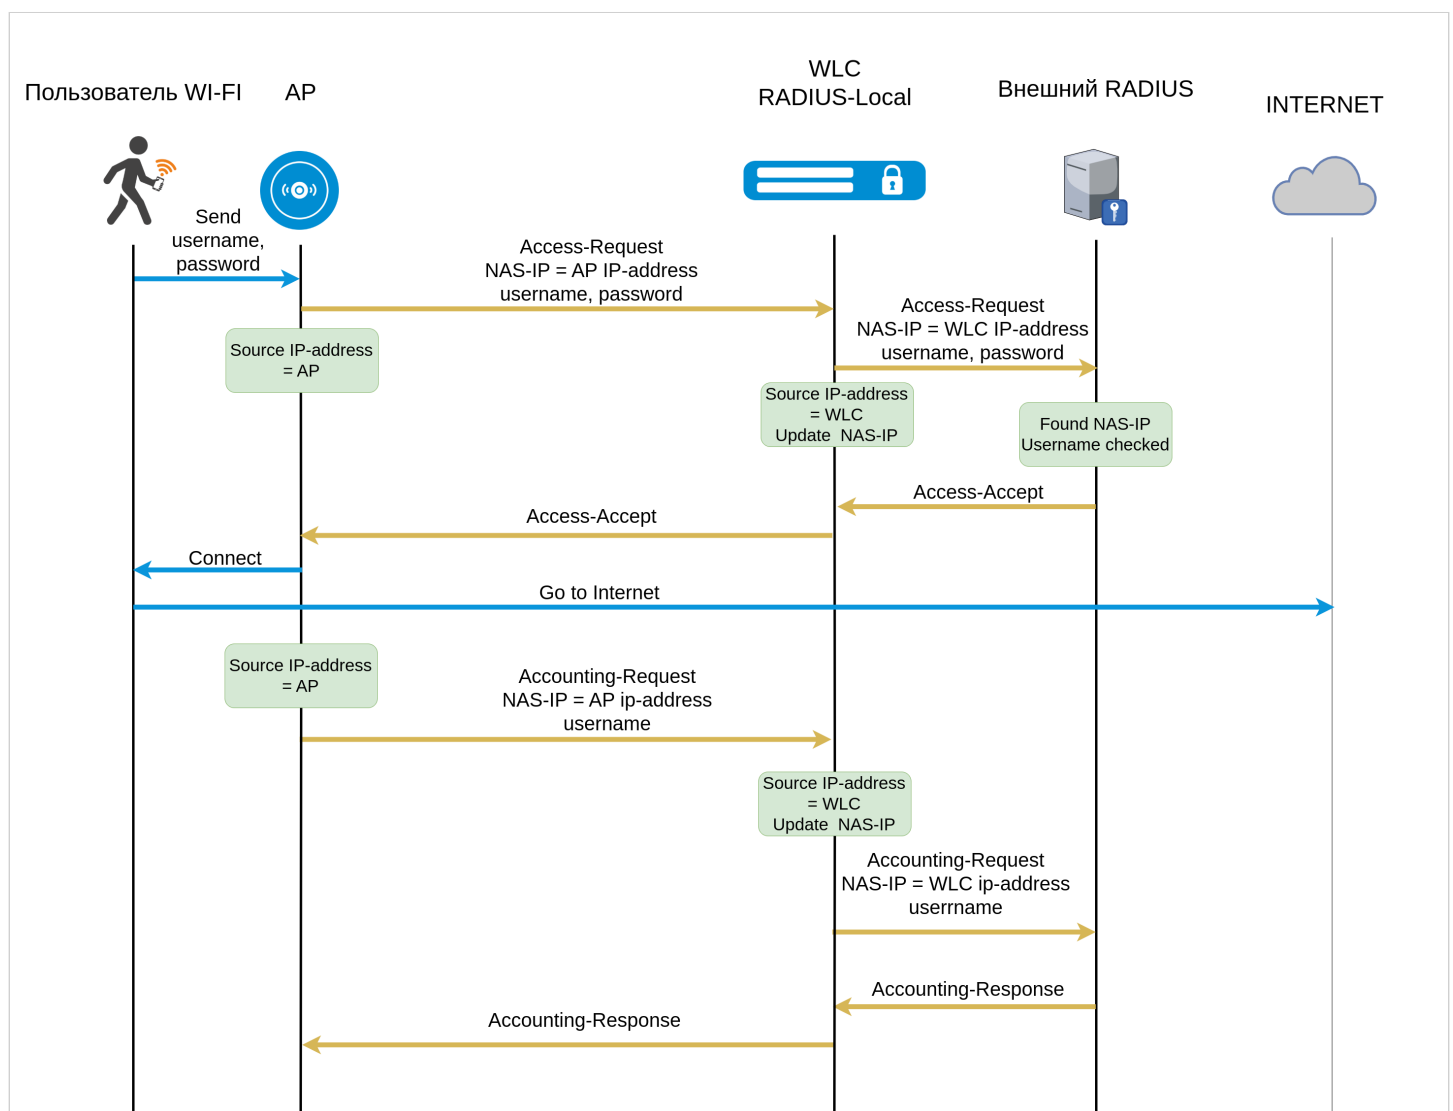 Пользователь WI-FI
AP
WLC
RADIUS-Local
Внешний RADIUS
INTERNET
Send
username,
password
Access-Request
NAS-IP = AP IP-address
username, password
Access-Request
NAS-IP = WLC IP-address
username, password
Source IP-address
= AP
Source IP-address
= WLC
Update  NAS-IP
Found NAS-IP
Username checked
Access-Accept
Access-Accept
Connect
Go to Internet
Source IP-address
= AP
Accounting-Request
NAS-IP = AP ip-address
username
Source IP-address
= WLC
Update  NAS-IP
Accounting-Request
NAS-IP = WLC ip-address
userrname
Accounting-Response
Accounting-Response